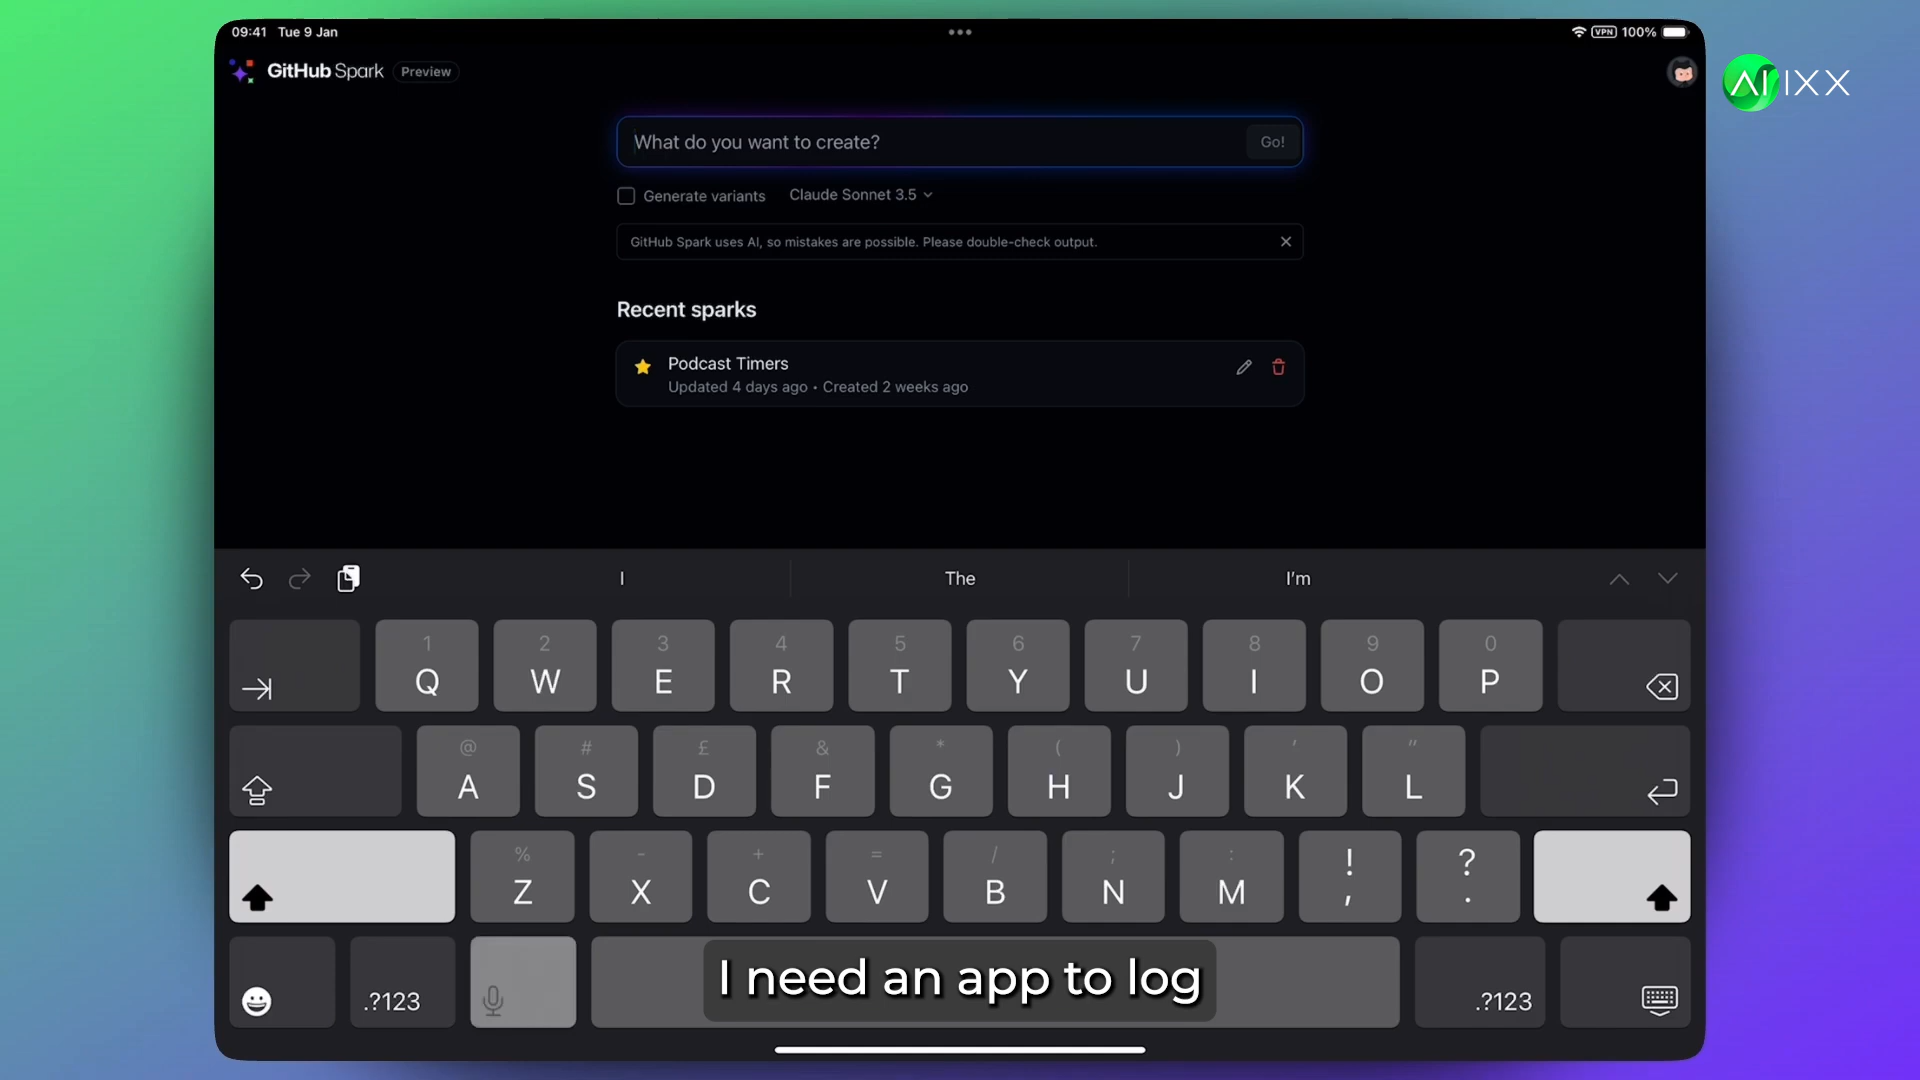 09:41 Tue 9 Jan
VPN 100%
GitHub Spark Preview
AI IXX
What do you want to create?
Go!
Generate variants Claude Sonnet 3.5
GitHub Spark uses AI, so mistakes are possible. Please double-check output.
Recent sparks
Podcast Timers
Updated 4 days ago • Created 2 weeks ago
I The I'm
1 2 3 4 5 6 7 8 9 0
Q W E R T Y U I O P
@ # £ & * ( ) ' "
A S D F G H J K L
% - + = / ; : ! ?
Z X C V B N M , .
.?123 .?123
I need an app to log